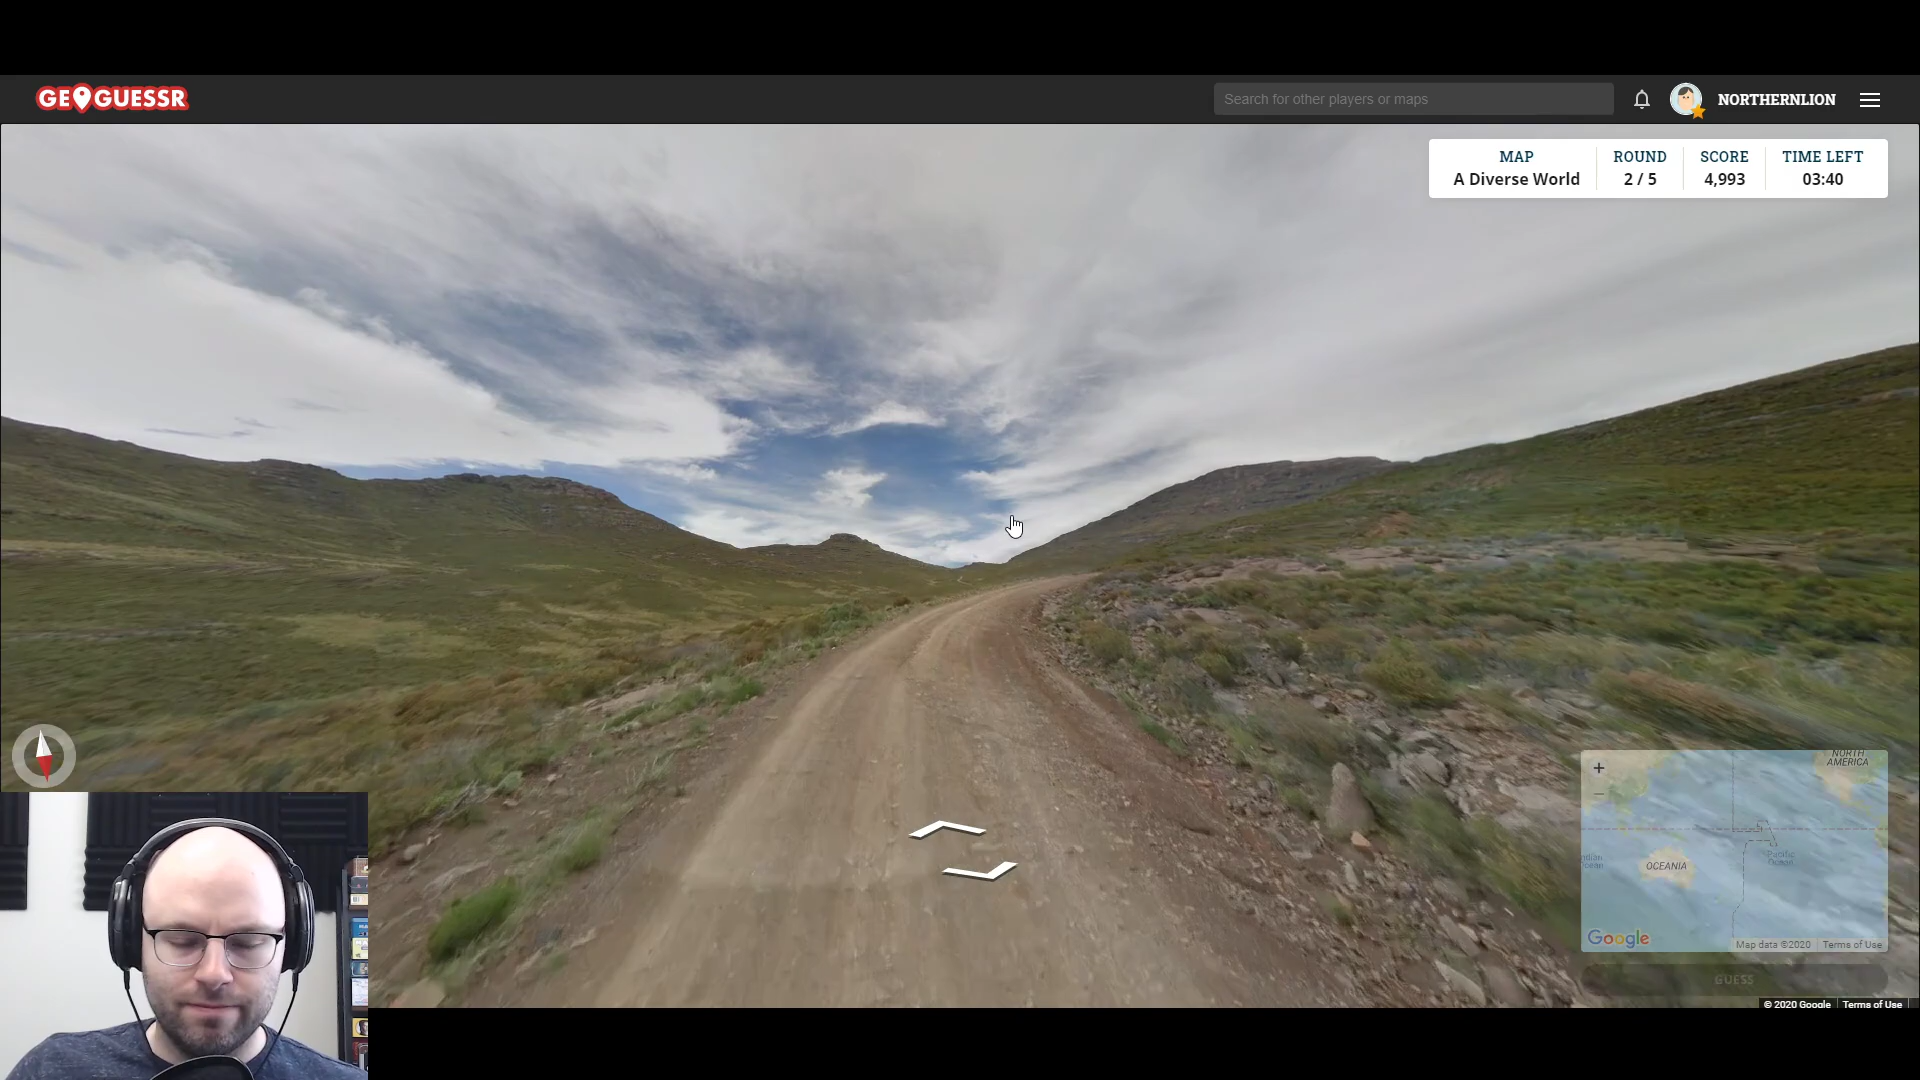 GEOGUESSR
Search for other players or maps
NORTHERNLION
MAP
A Diverse World
ROUND
2 / 5
SCORE
4,993
TIME LEFT
03:40
NORTH
AMERICA
+
−
Pacific
Ocean
OCEANIA
Google
Map data ©2020
Terms of Use
GUESS
© 2020 Google
Terms of Use